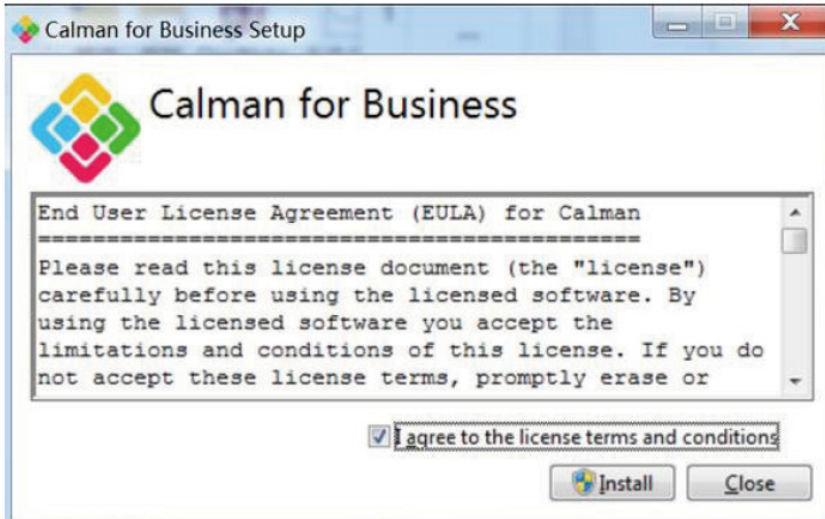 Calman for Business Setup
Calman for Business
End User License Agreement (EULA) for Calman
============================================
Please read this license document (the "license")
carefully before using the licensed software. By
using the licensed software you accept the
limitations and conditions of this license. If you do
not accept these license terms, promptly erase or
I agree to the license terms and conditions
Install
Close